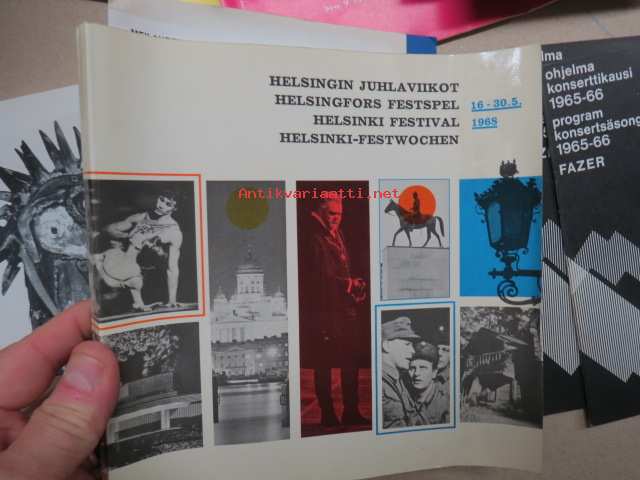 HELSINGIN JUHLAVIIKOT
HELSINGFORS FESTSPEL
HELSINKI FESTIVAL
HELSINKI-FESTWOCHEN
16-30.5.
1968
Antikvariaatti.net
ohjelma
konserttikausi
1965-66
program
konsertsäsong
1965-66
FAZER